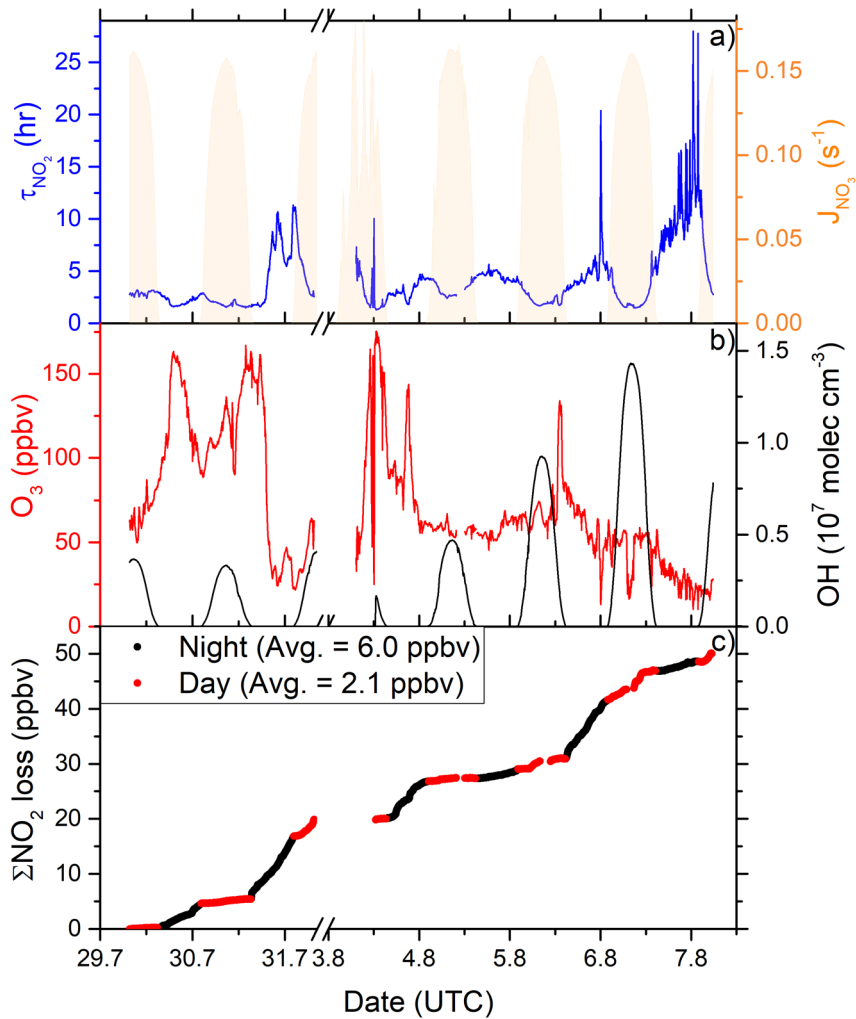 a)
25
20
15
10
5
0
τNO₂ (hr)
0.15
0.10
0.05
0.00
JNO₃ (s⁻¹)
b)
150
100
50
0
O₃ (ppbv)
1.5
1.0
0.5
0.0
OH (10⁷ molec cm⁻³)
c)
Night (Avg. = 6.0 ppbv)
Day (Avg. = 2.1 ppbv)
50
40
30
20
10
0
ΣNO₂ loss (ppbv)
29.7 30.7 31.7 3.8 4.8 5.8 6.8 7.8
Date (UTC)